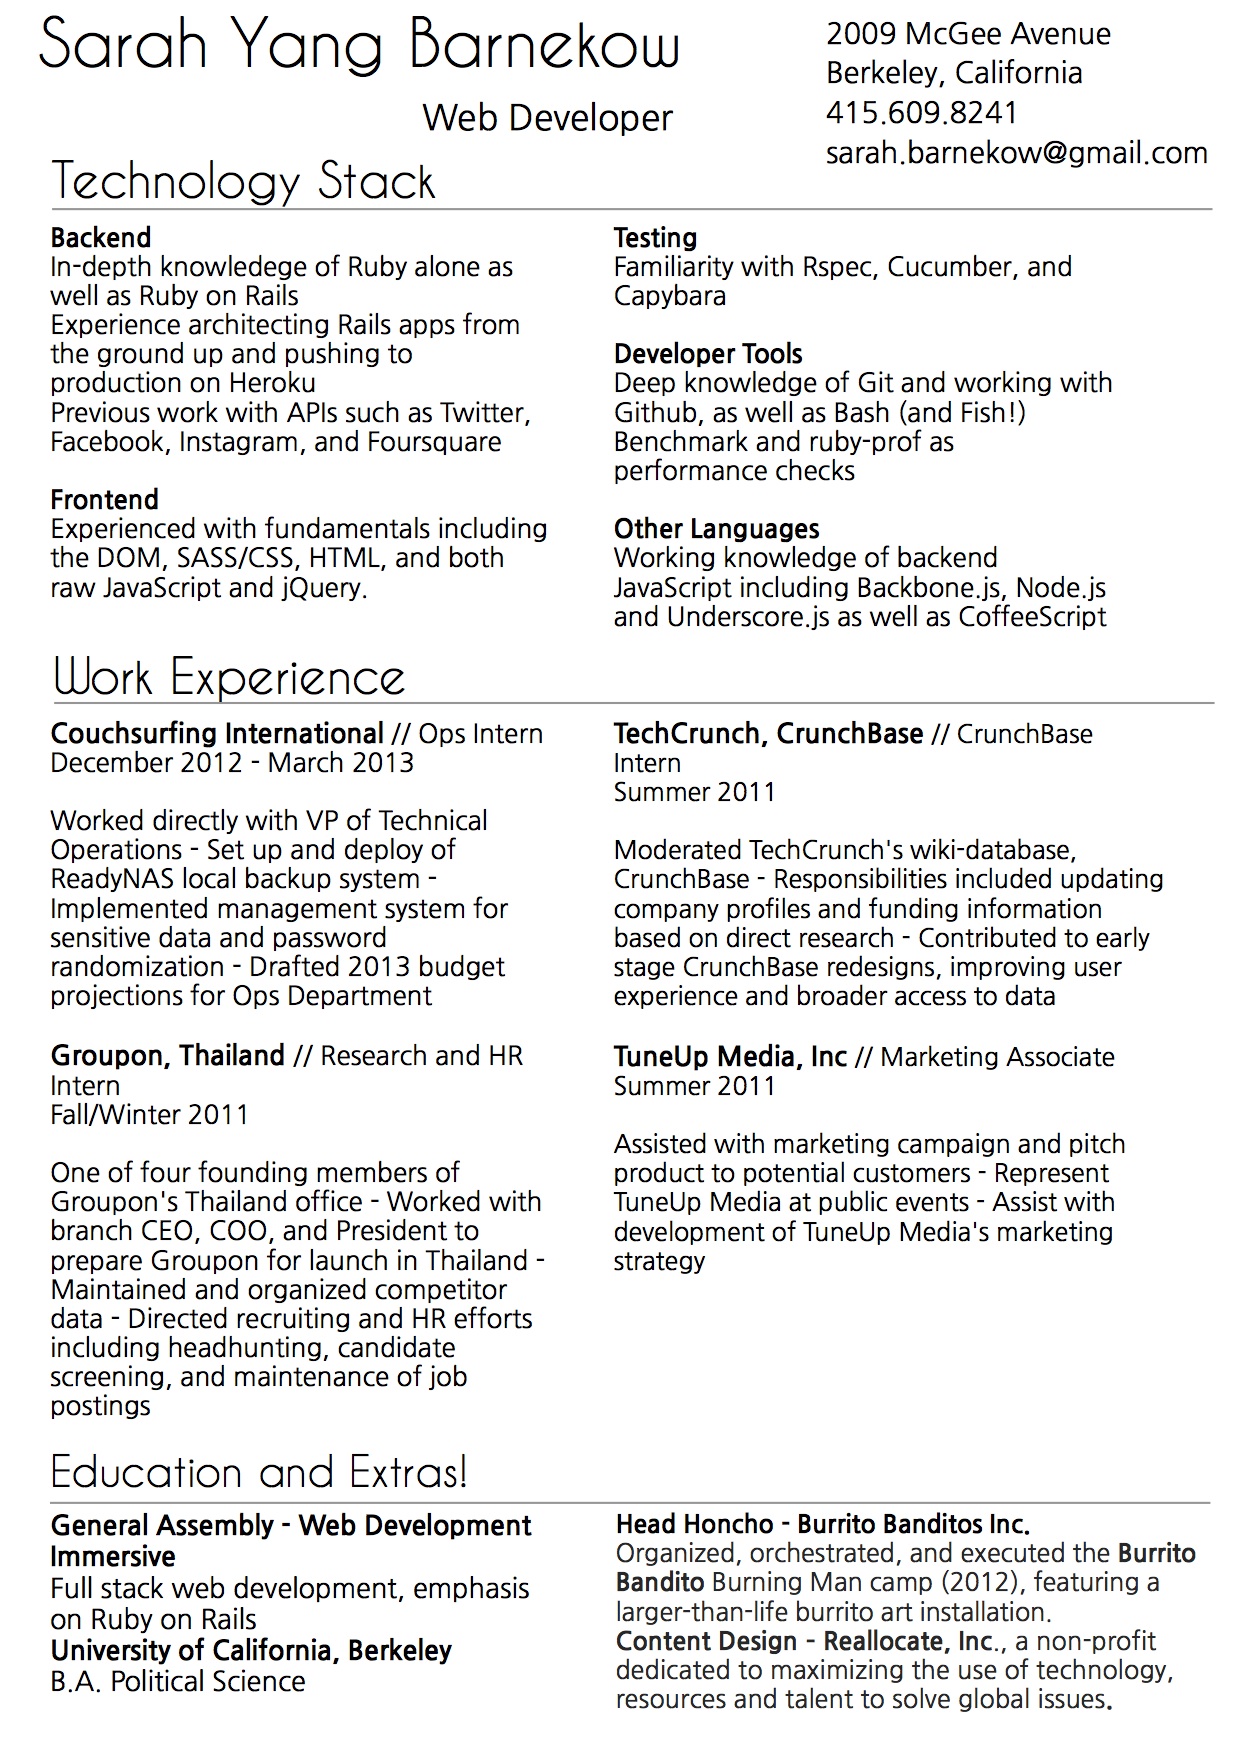 Sarah Yang Barnekow
Web Developer
2009 McGee Avenue
Berkeley, California
415.609.8241
sarah.barnekow@gmail.com
Technology Stack
Backend
In-depth knowledege of Ruby alone as
well as Ruby on Rails
Experience architecting Rails apps from
the ground up and pushing to
production on Heroku
Previous work with APIs such as Twitter,
Facebook, Instagram, and Foursquare
Frontend
Experienced with fundamentals including
the DOM, SASS/CSS, HTML, and both
raw JavaScript and jQuery.
Testing
Familiarity with Rspec, Cucumber, and
Capybara
Developer Tools
Deep knowledge of Git and working with
Github, as well as Bash (and Fish!)
Benchmark and ruby-prof as
performance checks
Other Languages
Working knowledge of backend
JavaScript including Backbone.js, Node.js
and Underscore.js as well as CoffeeScript
Work Experience
Couchsurfing International // Ops Intern
December 2012 - March 2013
Worked directly with VP of Technical
Operations - Set up and deploy of
ReadyNAS local backup system -
Implemented management system for
sensitive data and password
randomization - Drafted 2013 budget
projections for Ops Department
Groupon, Thailand // Research and HR
Intern
Fall/Winter 2011
One of four founding members of
Groupon's Thailand office - Worked with
branch CEO, COO, and President to
prepare Groupon for launch in Thailand -
Maintained and organized competitor
data - Directed recruiting and HR efforts
including headhunting, candidate
screening, and maintenance of job
postings
TechCrunch, CrunchBase // CrunchBase
Intern
Summer 2011
Moderated TechCrunch's wiki-database,
CrunchBase - Responsibilities included updating
company profiles and funding information
based on direct research - Contributed to early
stage CrunchBase redesigns, improving user
experience and broader access to data
TuneUp Media, Inc // Marketing Associate
Summer 2011
Assisted with marketing campaign and pitch
product to potential customers - Represent
TuneUp Media at public events - Assist with
development of TuneUp Media's marketing
strategy
Education and Extras!
General Assembly - Web Development
Immersive
Full stack web development, emphasis
on Ruby on Rails
University of California, Berkeley
B.A. Political Science
Head Honcho - Burrito Banditos Inc.
Organized, orchestrated, and executed the Burrito
Bandito Burning Man camp (2012), featuring a
larger-than-life burrito art installation.
Content Design - Reallocate, Inc., a non-profit
dedicated to maximizing the use of technology,
resources and talent to solve global issues.